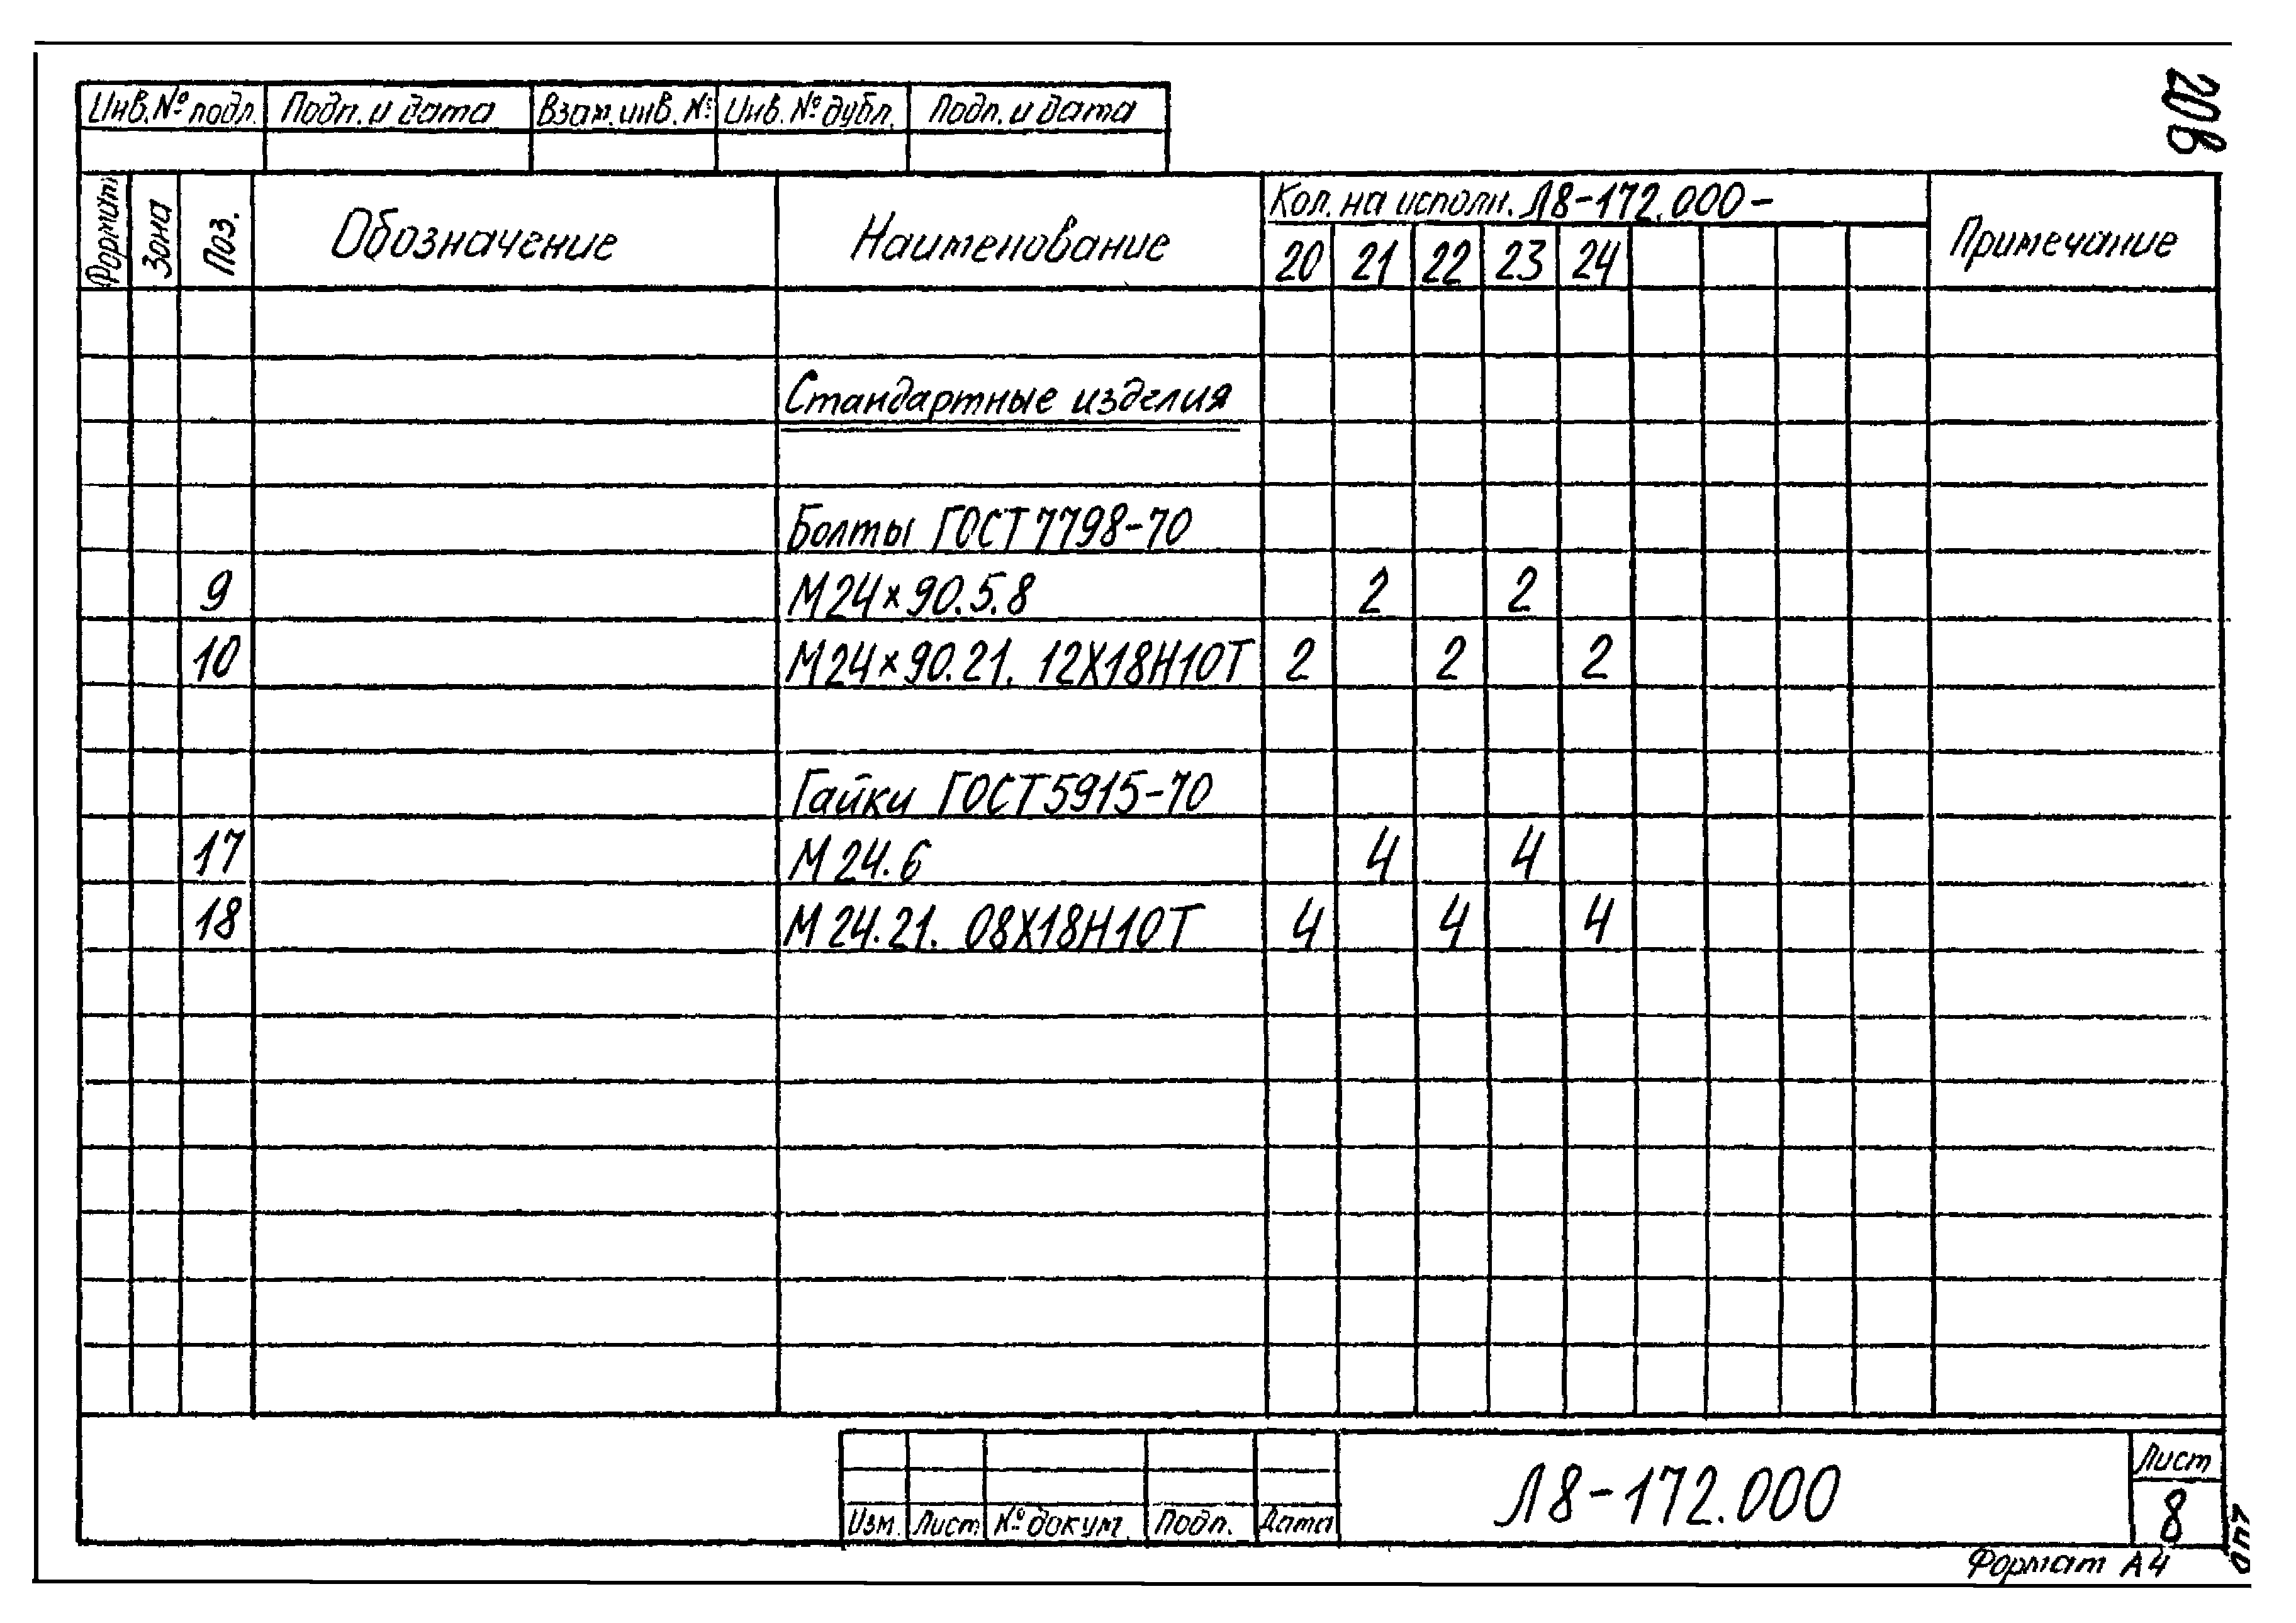 208
Инв.№ подл. Подп. и дата Взам. инв. № Инв. № дубл. Подп. и дата
Формат Зона Поз. Обозначение Наименование Кол. на исполн. Л8-172.000- Примечание
20 21 22 23 24
Стандартные изделия
Болты ГОСТ 7798-70
9 М24×90.5.8 2 2
10 М24×90.21. 12Х18Н10Т 2 2 2
Гайки ГОСТ 5915-70
17 М24.6 4 4
18 М24.21. 08Х18Н10Т 4 4 4
Изм. Лист № докум. Подп. Дата
Л8-172.000
Лист
8
Формат А4